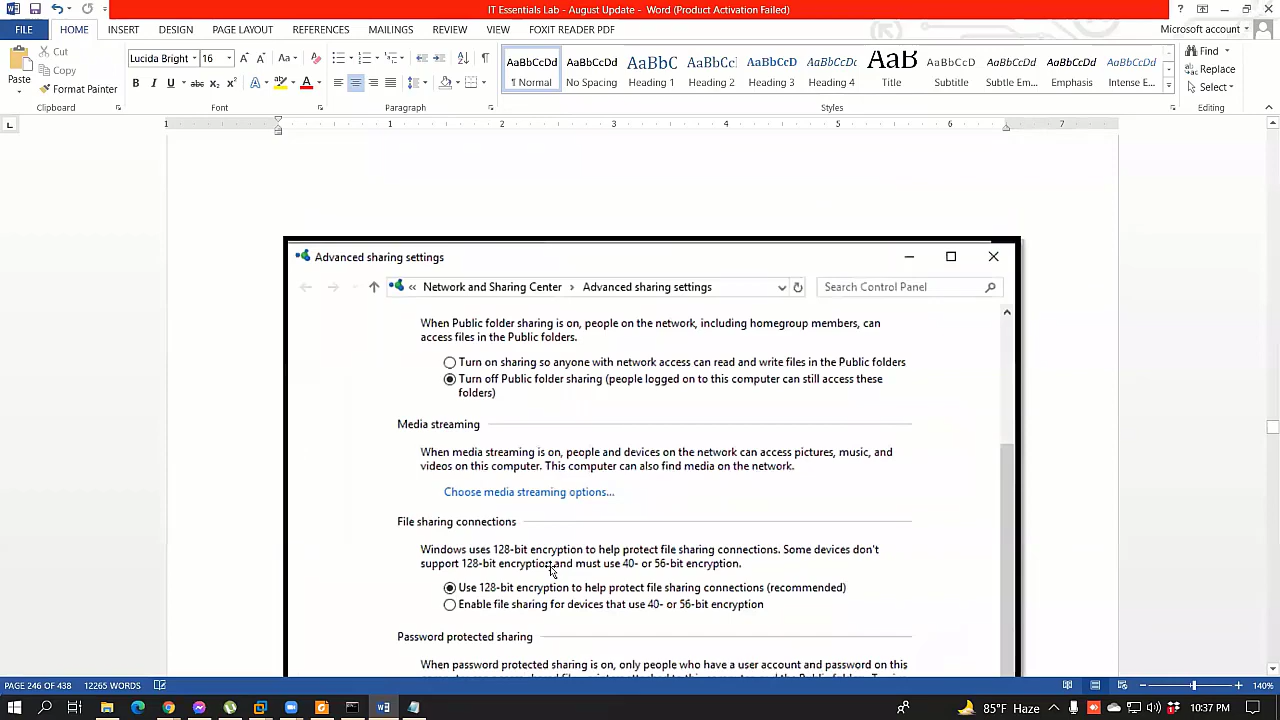 IT Essentials Lab - August Update - Word (Product Activation Failed)
FILE HOME INSERT DESIGN PAGE LAYOUT REFERENCES MAILINGS REVIEW VIEW FOXIT READER PDF Microsoft account
Paste Cut Copy Format Painter
Clipboard
Lucida Bright 16
Font
Paragraph
AaBbCcDd AaBbCcDd AaBbC AaBbCc AaBbCcD AaBbCcDc AaB AaBbCcD AaBbCcDd AaBbCcDd AaBbCcDd
¶ Normal No Spacing Heading 1 Heading 2 Heading 3 Heading 4 Title Subtitle Subtle Em... Emphasis Intense E...
Styles
Find
Replace
Select
Editing
1 1 2 3 4 5 6 7
Advanced sharing settings
« Network and Sharing Center › Advanced sharing settings Search Control Panel
When Public folder sharing is on, people on the network, including homegroup members, can
access files in the Public folders.
Turn on sharing so anyone with network access can read and write files in the Public folders
Turn off Public folder sharing (people logged on to this computer can still access these
folders)
Media streaming
When media streaming is on, people and devices on the network can access pictures, music, and
videos on this computer. This computer can also find media on the network.
Choose media streaming options...
File sharing connections
Windows uses 128-bit encryption to help protect file sharing connections. Some devices don't
support 128-bit encryption and must use 40- or 56-bit encryption.
Use 128-bit encryption to help protect file sharing connections (recommended)
Enable file sharing for devices that use 40- or 56-bit encryption
Password protected sharing
When password protected sharing is on, only people who have a user account and password on this
PAGE 246 OF 438 12265 WORDS 140%
85°F Haze 10:37 PM